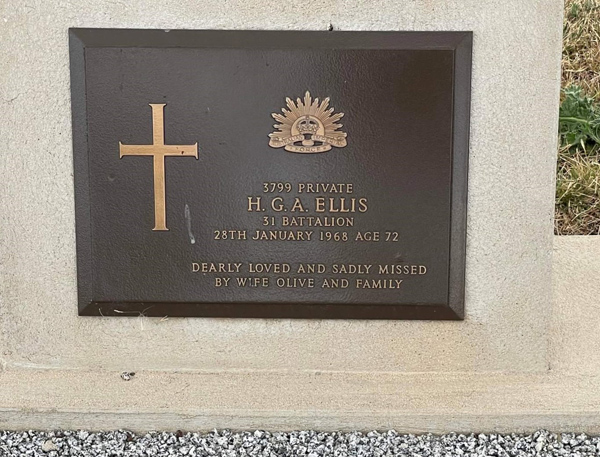 3799 PRIVATE
H. G. A. ELLIS
31 BATTALION
28TH JANUARY 1968 AGE 72
DEARLY LOVED AND SADLY MISSED
BY WIFE OLIVE AND FAMILY